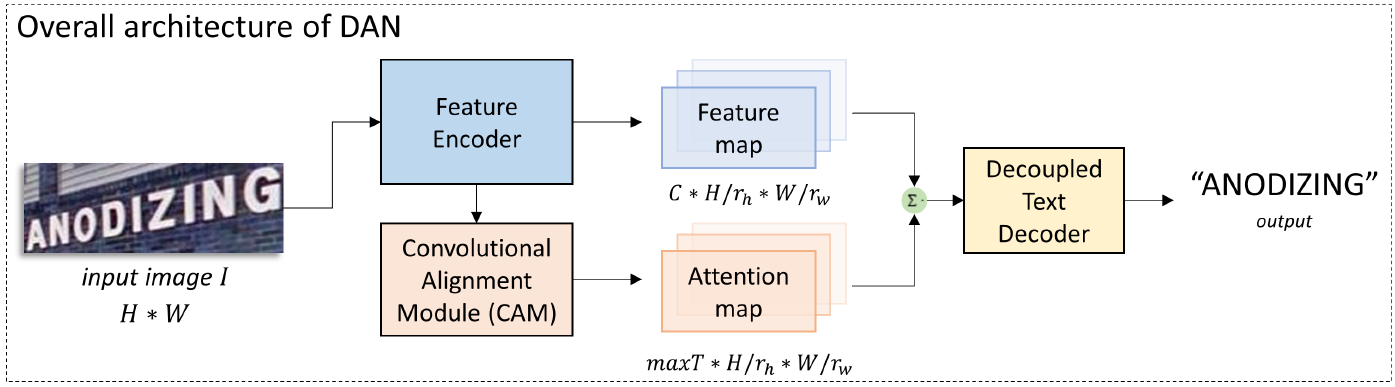 Overall architecture of DAN
Feature
Encoder
Feature
map
C * H/r_h * W/r_w
ANODIZING
input image I
H * W
Convolutional
Alignment
Module (CAM)
Attention
map
maxT * H/r_h * W/r_w
Σ·
Decoupled
Text
Decoder
“ANODIZING”
output